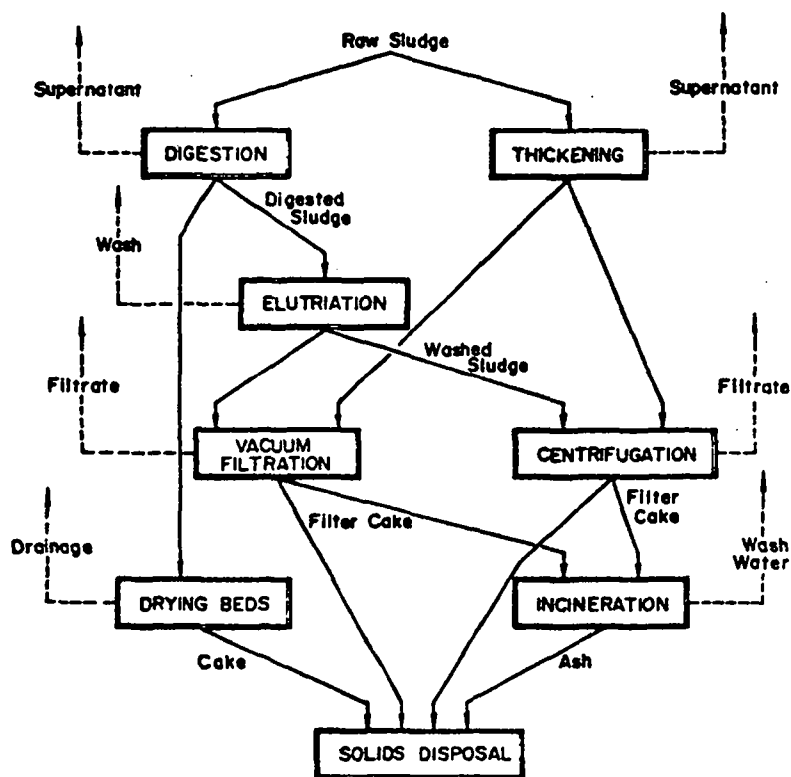 Raw Sludge
Supernatant
Supernatant
DIGESTION
THICKENING
Digested
Sludge
Wash
ELUTRIATION
Washed
Sludge
Filtrate
Filtrate
VACUUM
FILTRATION
CENTRIFUGATION
Filter Cake
Filter
Cake
Drainage
Wash
Water
DRYING BEDS
INCINERATION
Cake
Ash
SOLIDS DISPOSAL